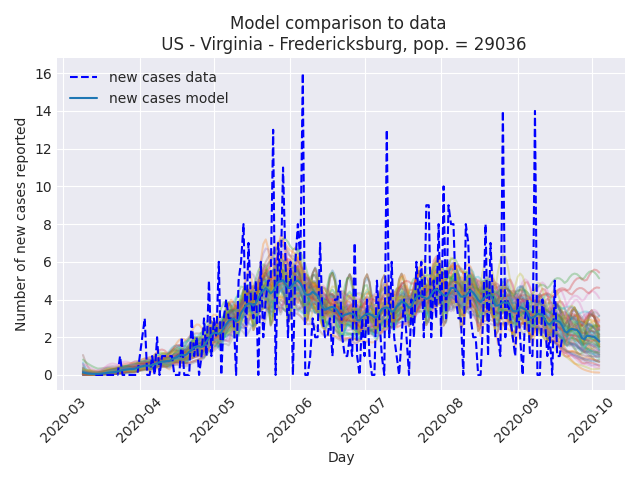 Model comparison to data
US - Virginia - Fredericksburg, pop. = 29036
new cases data
new cases model
Number of new cases reported
16
14
12
10
8
6
4
2
0
2020-03
2020-04
2020-05
2020-06
2020-07
2020-08
2020-09
2020-10
Day